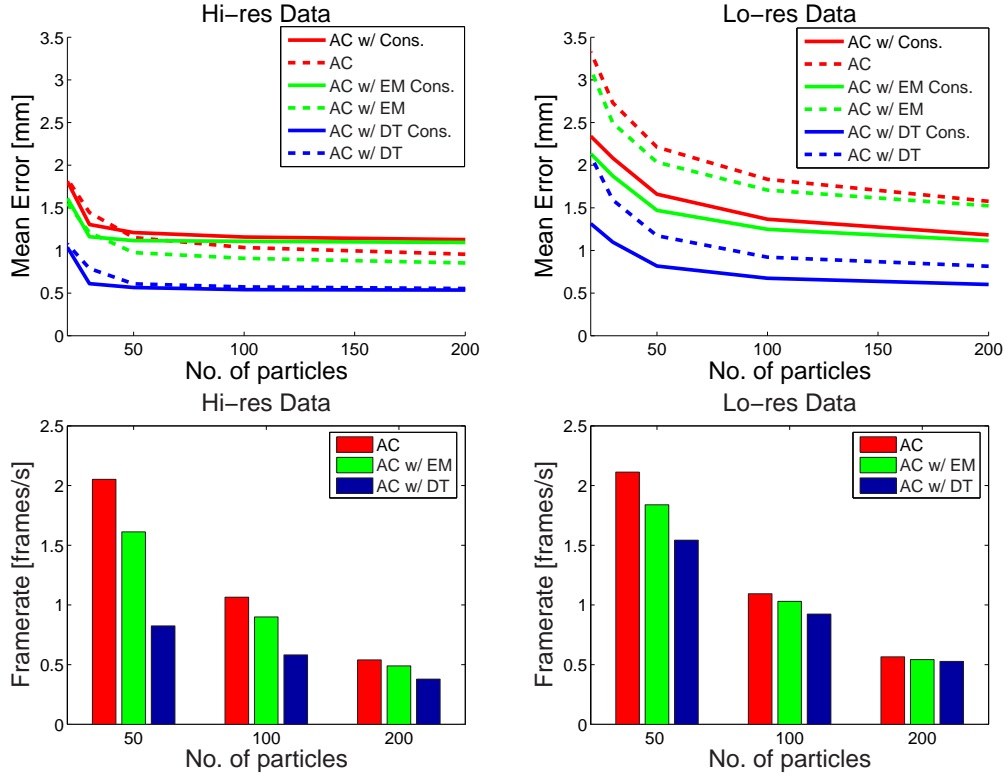 Hi-res Data
3.5
3
2.5
2
1.5
1
0.5
0
Mean Error [mm]
AC w/ Cons.
AC
AC w/ EM Cons.
AC w/ EM
AC w/ DT Cons.
AC w/ DT
50
100
150
200
No. of particles
Lo-res Data
3.5
3
2.5
2
1.5
1
0.5
0
Mean Error [mm]
AC w/ Cons.
AC
AC w/ EM Cons.
AC w/ EM
AC w/ DT Cons.
AC w/ DT
50
100
150
200
No. of particles
Hi-res Data
2.5
2
1.5
1
0.5
0
Framerate [frames/s]
AC
AC w/ EM
AC w/ DT
50
100
200
No. of particles
Lo-res Data
2.5
2
1.5
1
0.5
0
Framerate [frames/s]
AC
AC w/ EM
AC w/ DT
50
100
200
No. of particles